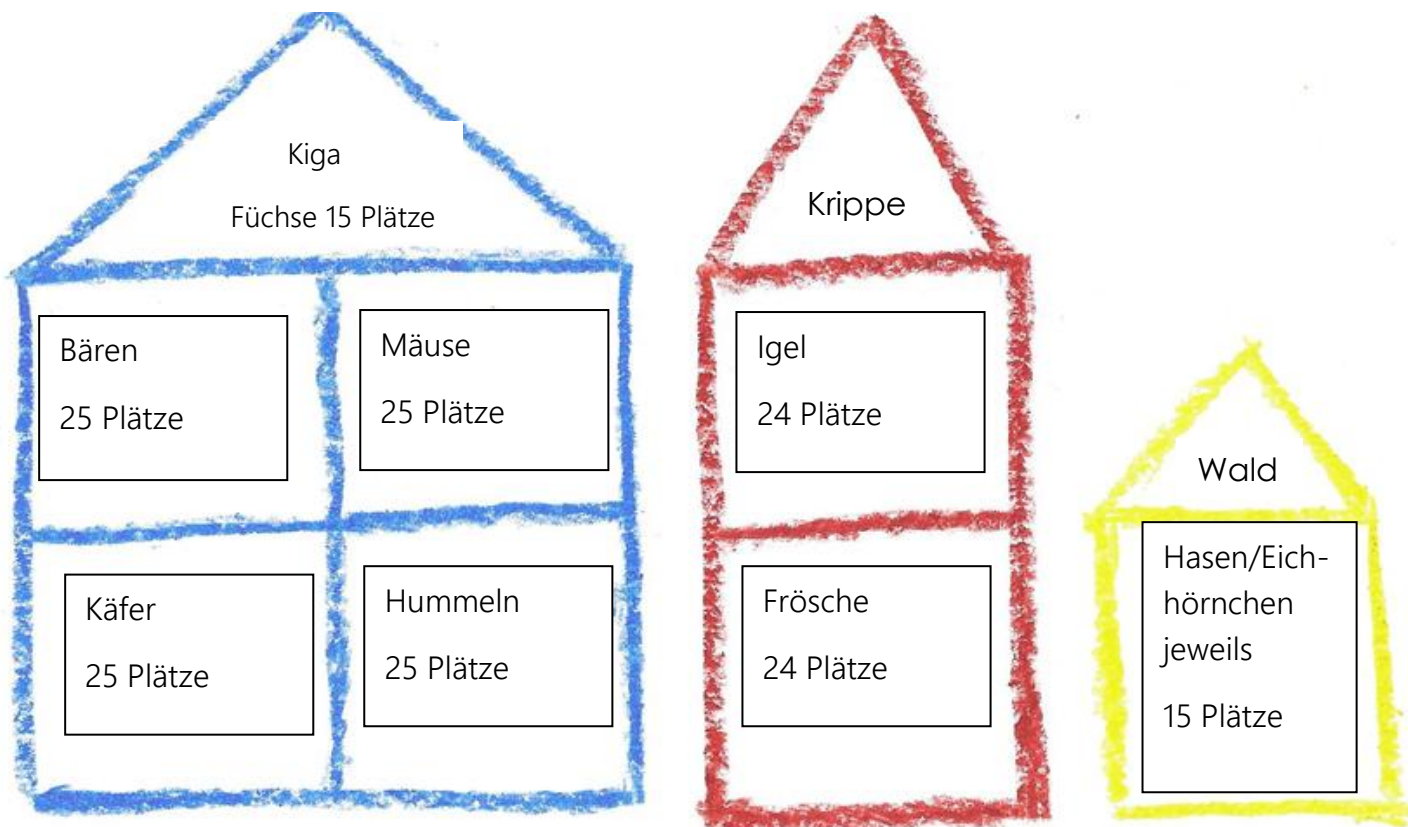 Kiga
Füchse 15 Plätze
Bären
25 Plätze
Mäuse
25 Plätze
Käfer
25 Plätze
Hummeln
25 Plätze
Krippe
Igel
24 Plätze
Frösche
24 Plätze
Wald
Hasen/Eich-
hörnchen
jeweils
15 Plätze